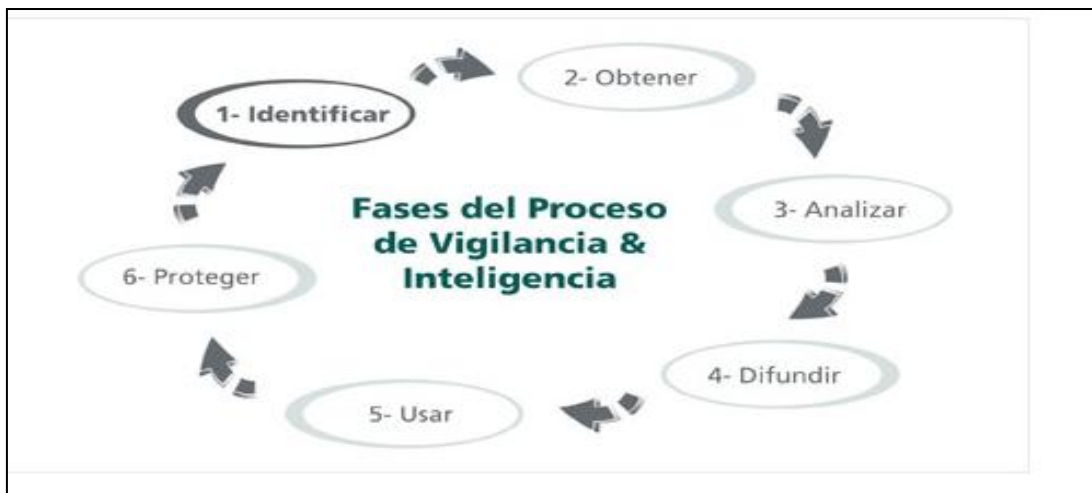 1- Identificar
2- Obtener
3- Analizar
4- Difundir
5- Usar
6- Proteger
Fases del Proceso
de Vigilancia &
Inteligencia